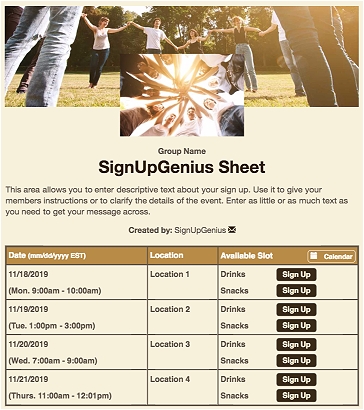 Group Name
SignUpGenius Sheet
This area allows you to enter descriptive text about your sign up. Use it to give your
members instructions or to clarify the details of the event. Enter as little or as much text as
you need to get your message across.
Created by: SignUpGenius
Date (mm/dd/yyyy EST) Location Available Slot Calendar
11/18/2019 Location 1 Drinks Sign Up
(Mon. 9:00am - 10:00am) Snacks Sign Up
11/19/2019 Location 2 Drinks Sign Up
(Tue. 1:00pm - 3:00pm) Snacks Sign Up
11/20/2019 Location 3 Drinks Sign Up
(Wed. 7:00am - 9:00am) Snacks Sign Up
11/21/2019 Location 4 Drinks Sign Up
(Thurs. 11:00am - 12:01pm) Snacks Sign Up